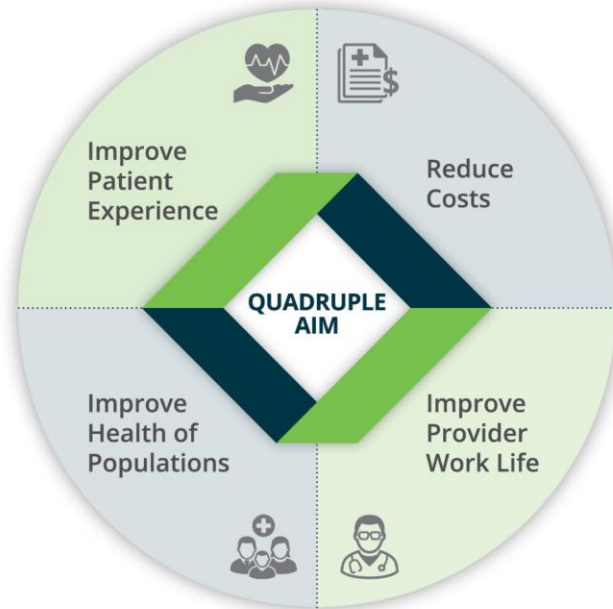 Improve
Patient
Experience
Reduce
Costs
QUADRUPLE
AIM
Improve
Health of
Populations
Improve
Provider
Work Life
$